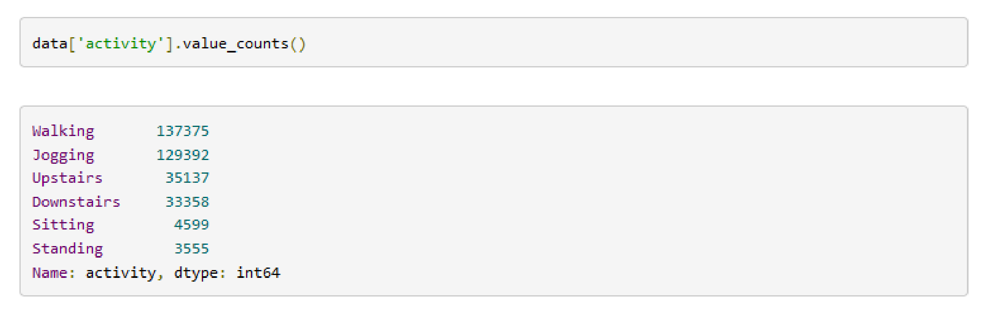 data['activity'].value_counts()
Walking       137375
Jogging       129392
Upstairs       35137
Downstairs     33358
Sitting         4599
Standing        3555
Name: activity, dtype: int64